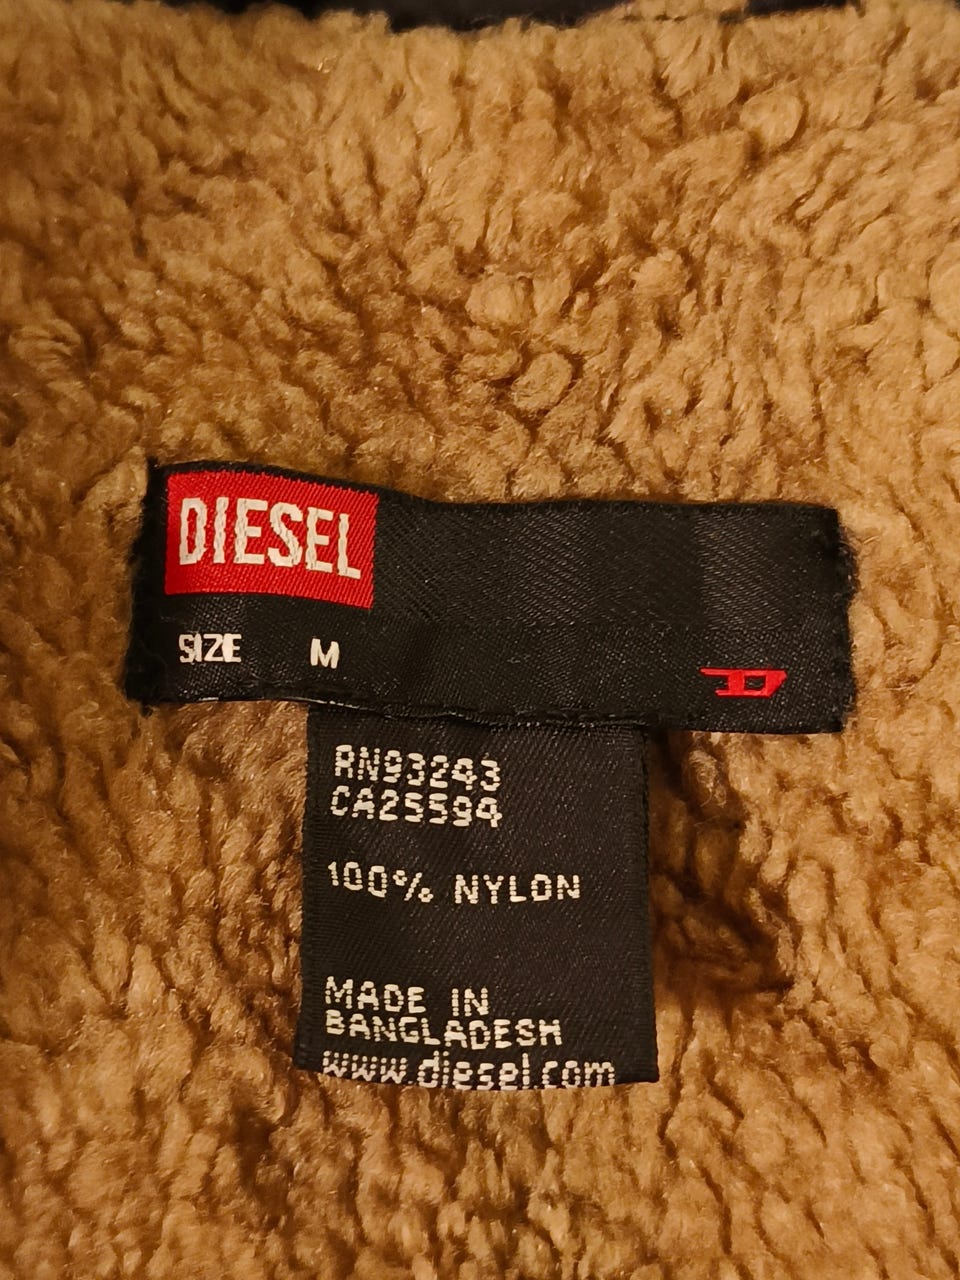 DIESEL
SIZE M
RN93243
CA25594
100% NYLON
MADE IN
BANGLADESH
www.diesel.com